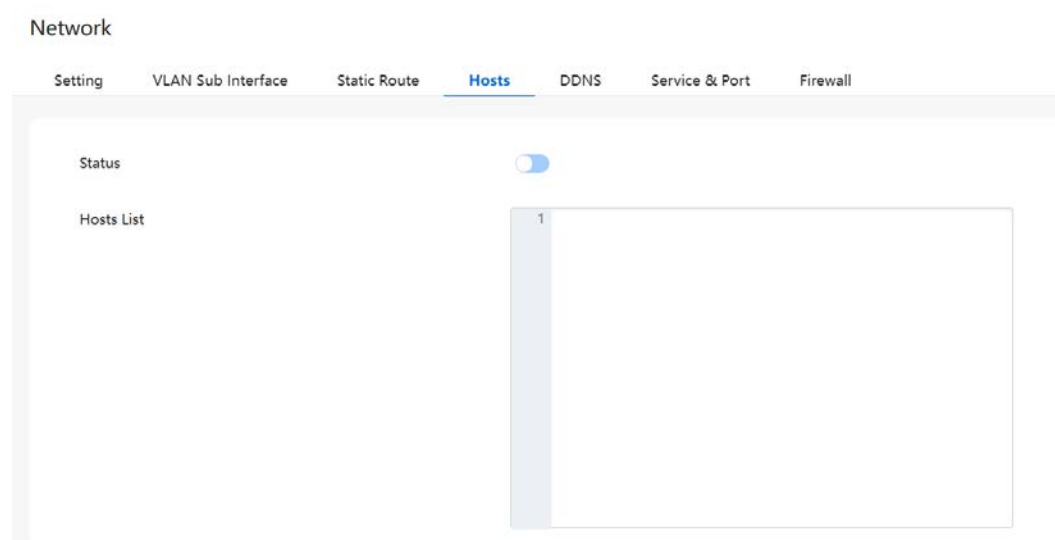 Network
Setting VLAN Sub Interface Static Route Hosts DDNS Service & Port Firewall
Status
Hosts List
1